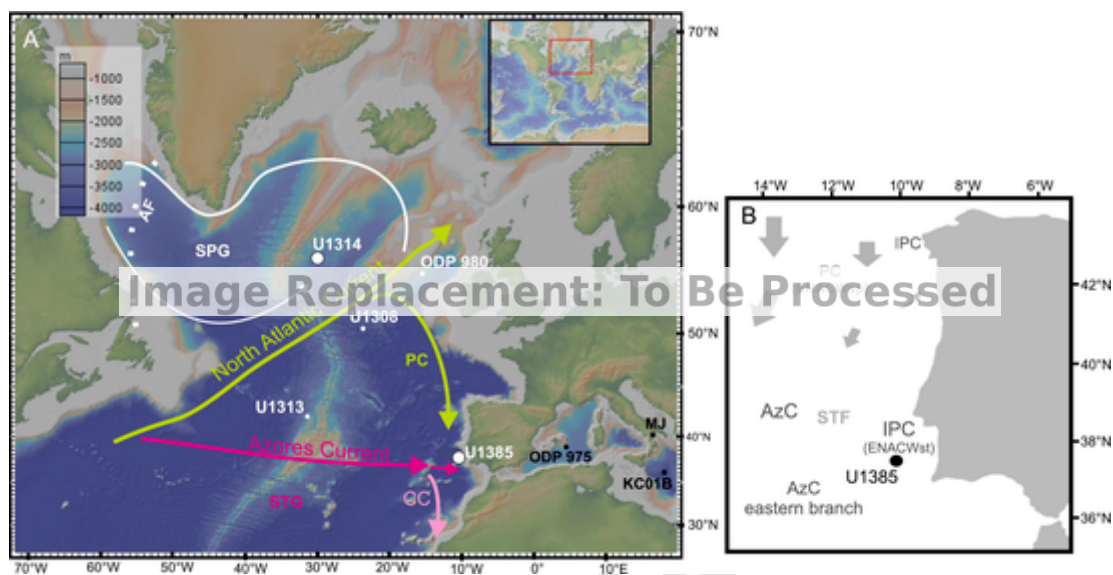 A
m
-1000
-1500
-2000
-2500
-3000
-3500
-4000
70°N
60°N
50°N
40°N
30°N
AF
SPG
U1314
ODP 980
Image Replacement: To Be Processed
North Atlantic Current
U1308
PC
U1313
Azores Current
U1385
STG
CC
ODP 975
MJ
KC01B
70°W
60°W
50°W
40°W
30°W
20°W
10°W
0°E
10°E
14°W
12°W
10°W
8°W
6°W
B
IPC
PC
42°N
40°N
AzC
STF
IPC
(ENACWst)
38°N
U1385
AzC
eastern branch
36°N